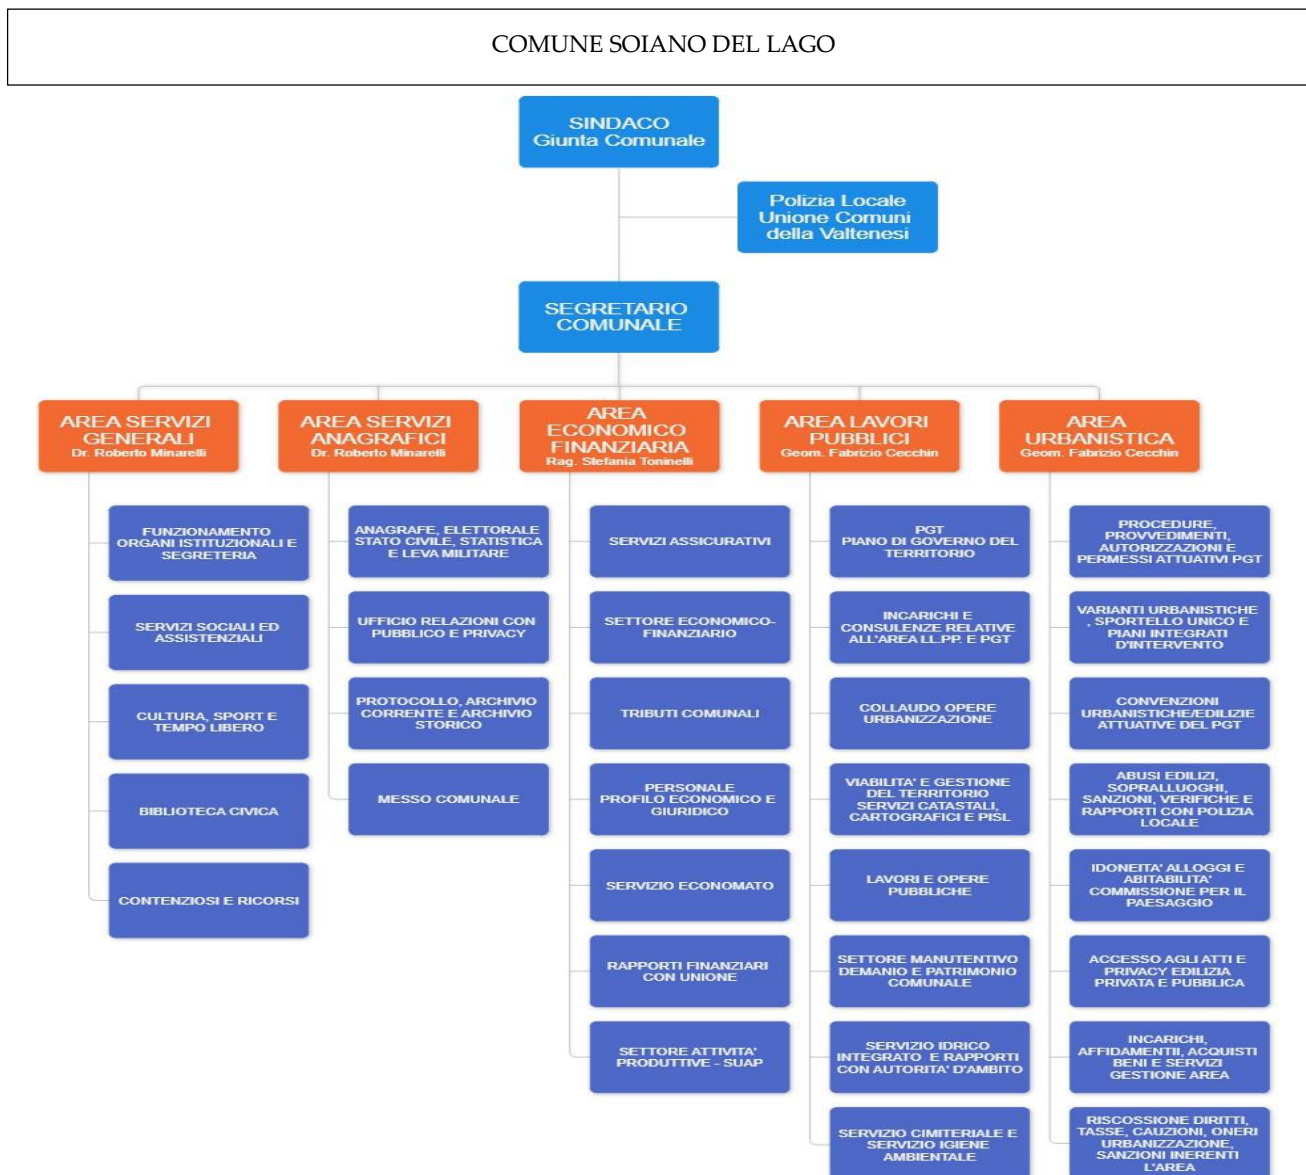 COMUNE SOIANO DEL LAGO
SINDACO
Giunta Comunale
Polizia Locale
Unione Comuni
della Valtenesi
SEGRETARIO
COMUNALE
AREA SERVIZI
GENERALI
Dr. Roberto Minarelli
FUNZIONAMENTO
ORGANI ISTITUZIONALI E
SEGRETERIA
SERVIZI SOCIALI ED
ASSISTENZIALI
CULTURA, SPORT E
TEMPO LIBERO
BIBLIOTECA CIVICA
CONTENZIOSI E RICORSI
AREA SERVIZI
ANAGRAFICI
Dr. Roberto Minarelli
ANAGRAFE, ELETTORALE
STATO CIVILE, STATISTICA
E LEVA MILITARE
UFFICIO RELAZIONI CON
PUBBLICO E PRIVACY
PROTOCOLLO, ARCHIVIO
CORRENTE E ARCHIVIO
STORICO
MESSO COMUNALE
AREA
ECONOMICO
FINANZIARIA
Rag. Stefania Toninelli
SERVIZI ASSICURATIVI
SETTORE ECONOMICO-
FINANZIARIO
TRIBUTI COMUNALI
PERSONALE
PROFILO ECONOMICO E
GIURIDICO
SERVIZIO ECONOMATO
RAPPORTI FINANZIARI
CON UNIONE
SETTORE ATTIVITA'
PRODUTTIVE - SUAP
AREA LAVORI
PUBBLICI
Geom. Fabrizio Cecchin
PGT
PIANO DI GOVERNO DEL
TERRITORIO
INCARICHI E
CONSULENZE RELATIVE
ALL'AREA LL.PP. E PGT
COLLAUDO OPERE
URBANIZZAZIONE
VIABILITA' E GESTIONE
DEL TERRITORIO
SERVIZI CATASTALI,
CARTOGRAFICI E PISL
LAVORI E OPERE
PUBBLICHE
SETTORE MANUTENTIVO
DEMANIO E PATRIMONIO
COMUNALE
SERVIZIO IDRICO
INTEGRATO E RAPPORTI
CON AUTORITA' D'AMBITO
SERVIZIO CIMITERIALE E
SERVIZIO IGIENE
AMBIENTALE
AREA
URBANISTICA
Geom. Fabrizio Cecchin
PROCEDURE,
PROVVEDIMENTI,
AUTORIZZAZIONI E
PERMESSI ATTUATIVI PGT
VARIANTI URBANISTICHE
, SPORTELLO UNICO E
PIANI INTEGRATI
D'INTERVENTO
CONVENZIONI
URBANISTICHE/EDILIZIE
ATTUATIVE DEL PGT
ABUSI EDILIZI,
SOPRALLUOGHI,
SANZIONI, VERIFICHE E
RAPPORTI CON POLIZIA
LOCALE
IDONEITA' ALLOGGI E
ABITABILITA'
COMMISSIONE PER IL
PAESAGGIO
ACCESSO AGLI ATTI E
PRIVACY EDILIZIA
PRIVATA E PUBBLICA
INCARICHI,
AFFIDAMENTII, ACQUISTI
BENI E SERVIZI
GESTIONE AREA
RISCOSSIONE DIRITTI,
TASSE, CAUZIONI, ONERI
URBANIZZAZIONE,
SANZIONI INERENTI
L'AREA